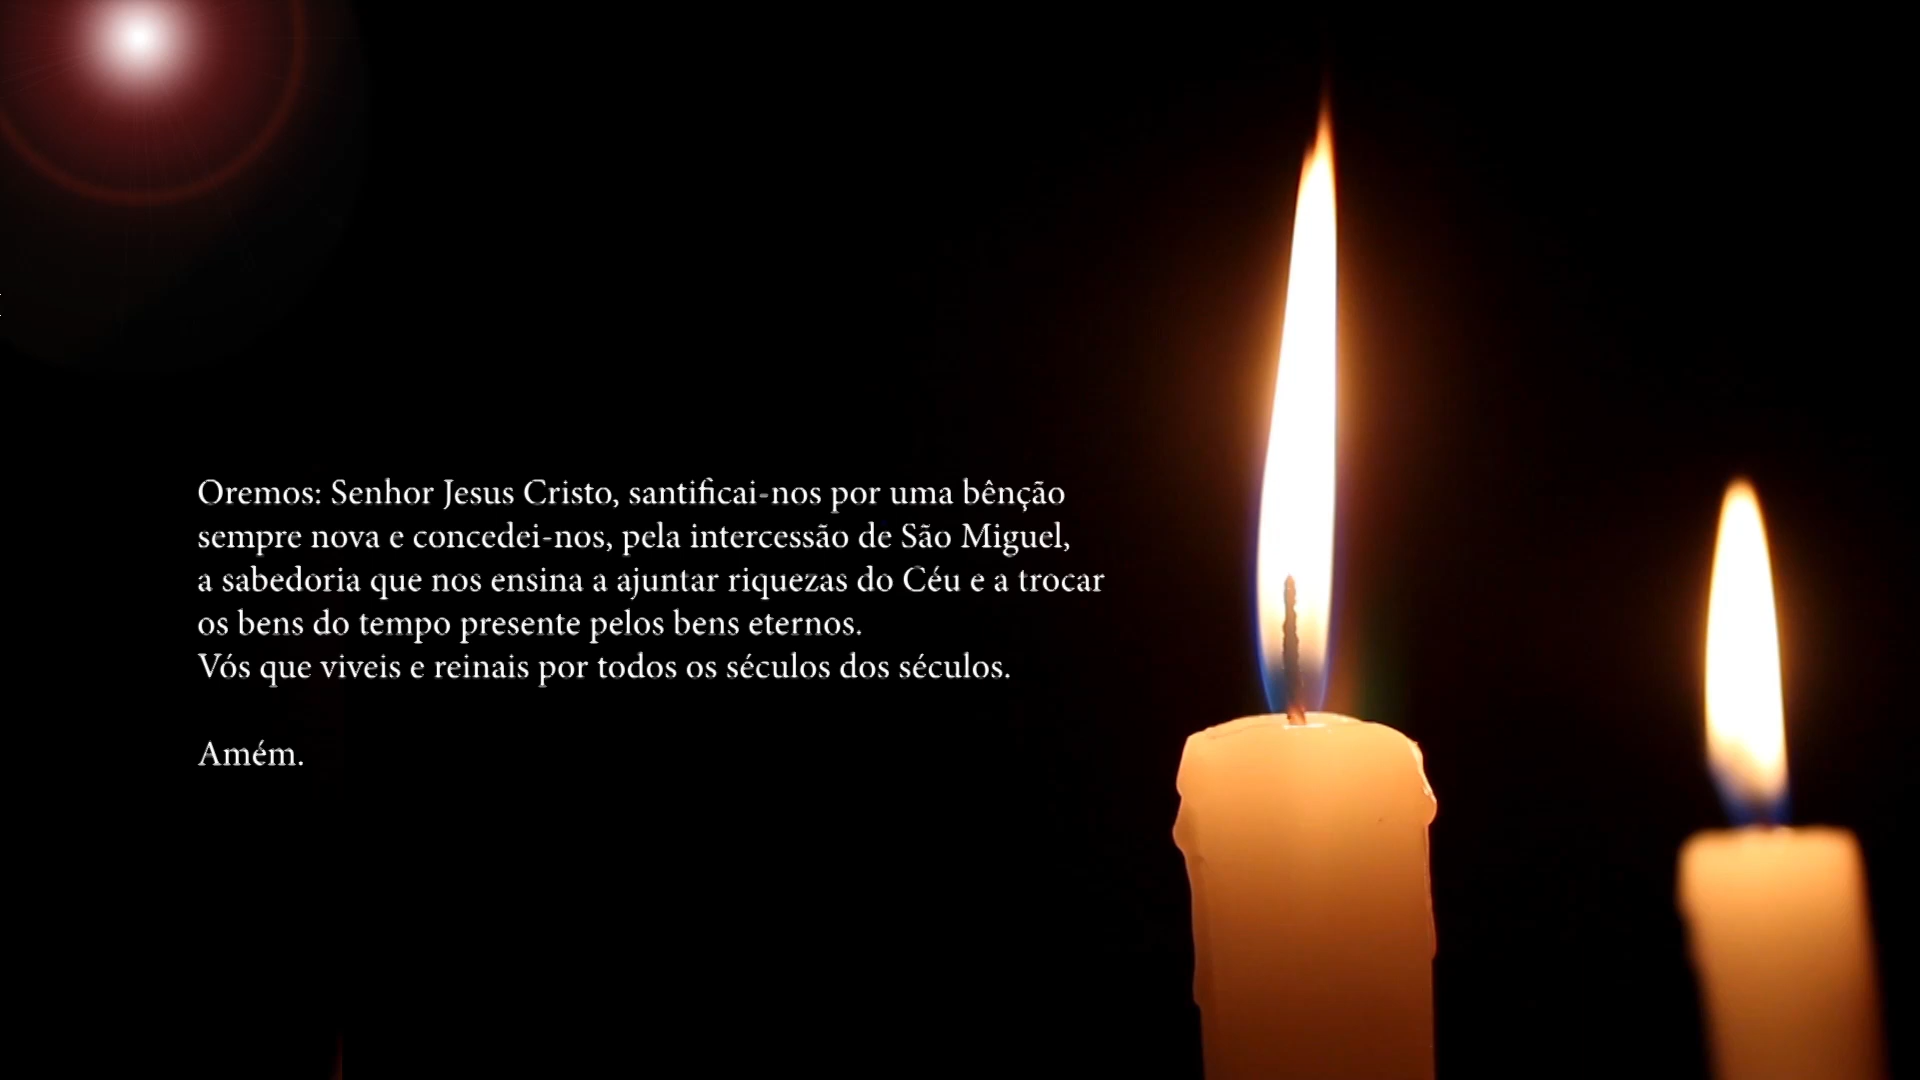 Oremos: Senhor Jesus Cristo, santificai-nos por uma bênção
sempre nova e concedei-nos, pela intercessão de São Miguel,
a sabedoria que nos ensina a ajuntar riquezas do Céu e a trocar
os bens do tempo presente pelos bens eternos.
Vós que viveis e reinais por todos os séculos dos séculos.
Amém.